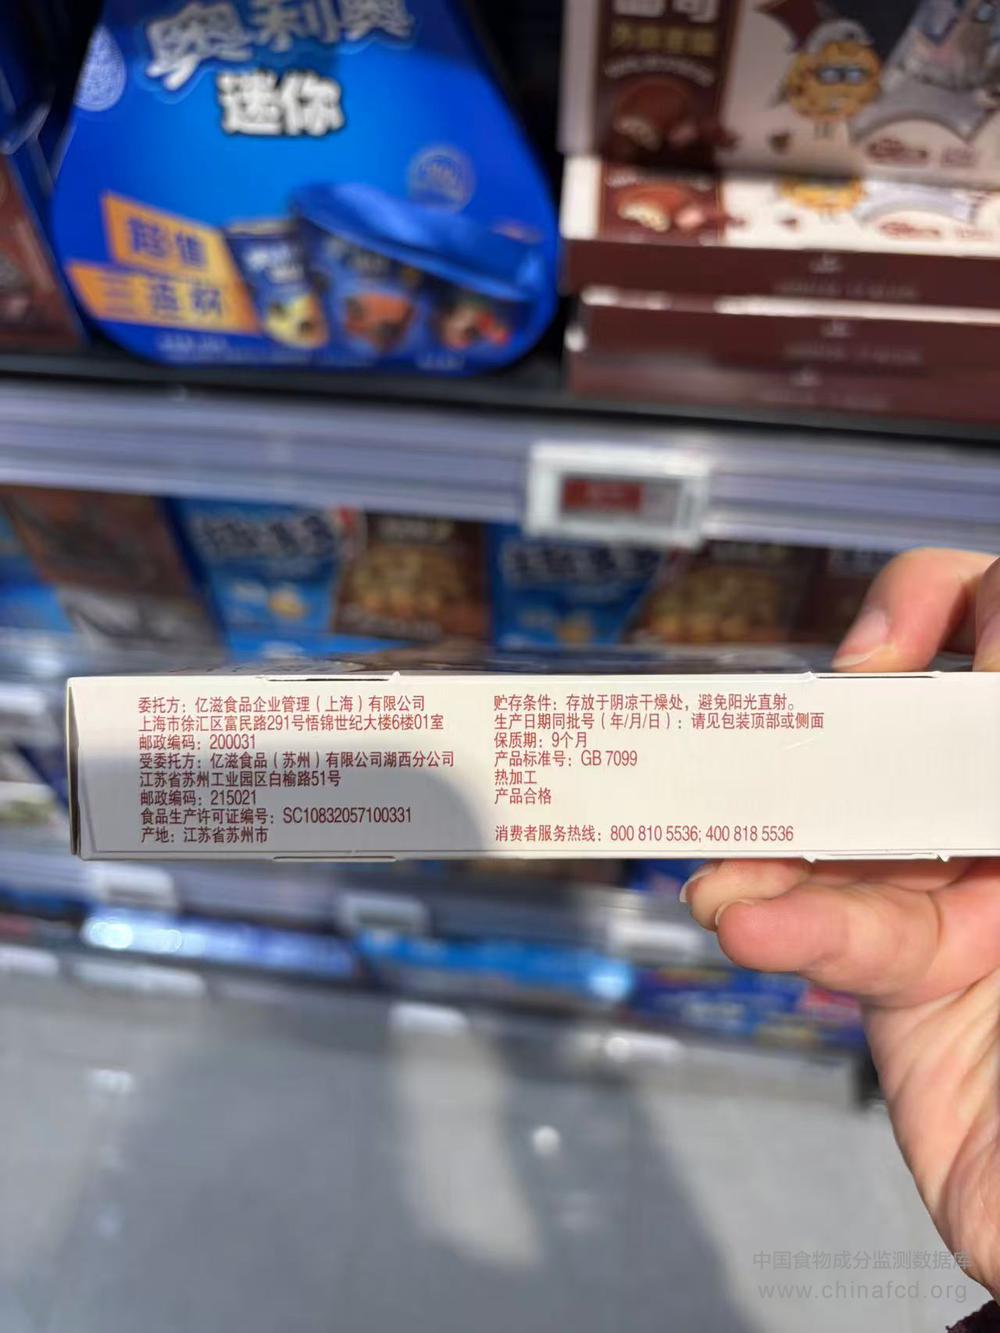 奥利奥
迷你
超值
三连杯
委托方：亿滋食品企业管理（上海）有限公司
上海市徐汇区富民路291号悟锦世纪大楼6楼01室
邮政编码：200031
受委托方：亿滋食品（苏州）有限公司湖西分公司
江苏省苏州工业园区白榆路51号
邮政编码：215021
食品生产许可证编号：SC10832057100331
产地：江苏省苏州市
贮存条件：存放于阴凉干燥处，避免阳光直射。
生产日期同批号（年/月/日）：请见包装顶部或侧面
保质期：9个月
产品标准号：GB 7099
热加工
产品合格
消费者服务热线：800 810 5536; 400 818 5536
中国食物成分监测数据库
www.chinafcd.org